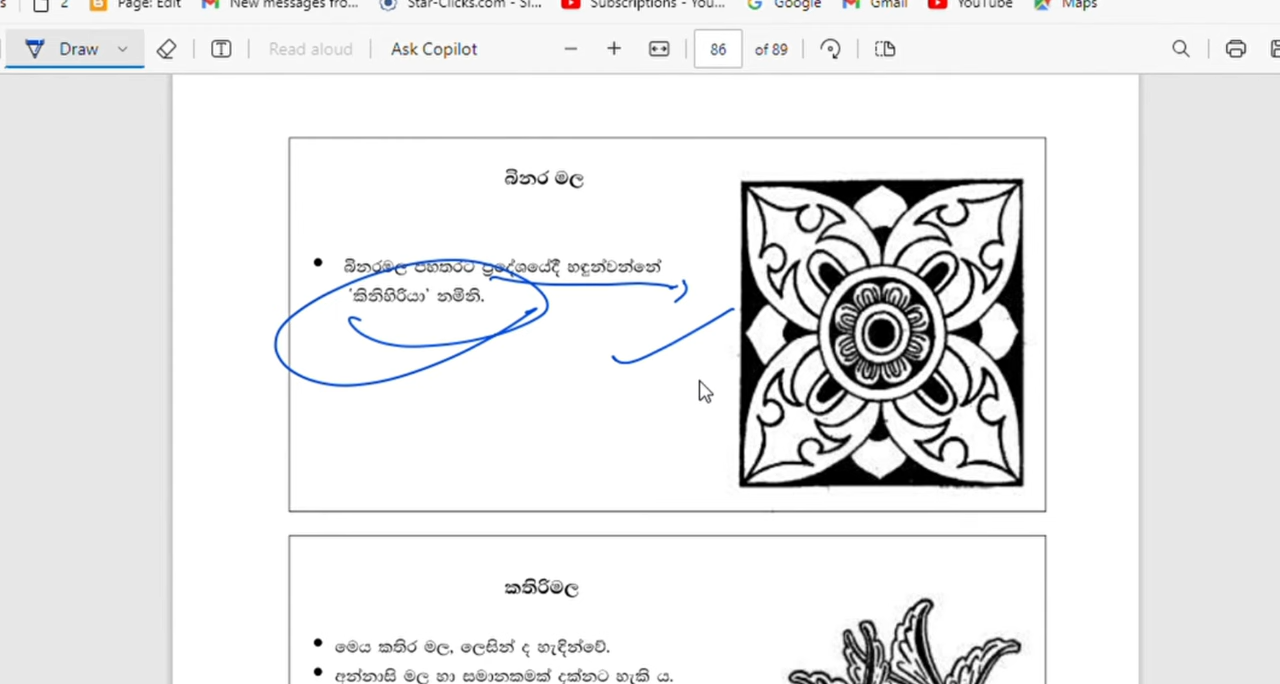 Page: Edit
New messages fro...
Star-Clicks.com - Si...
Subscriptions - You...
Google
Gmail
YouTube
Maps
Draw
Read aloud
Ask Copilot
86
of 89
බිනර මල
• බිනරමල පහතරට ප්‍රදේශයේදී හඳුන්වන්නේ
'කිනිහිරියා' නමිනි.
කතිරිමල
• මෙය කතිර මල, ලෙසින් ද හැඳින්වේ.
• අන්නාසි මල හා සමානකමක් දක්නට හැකි ය.